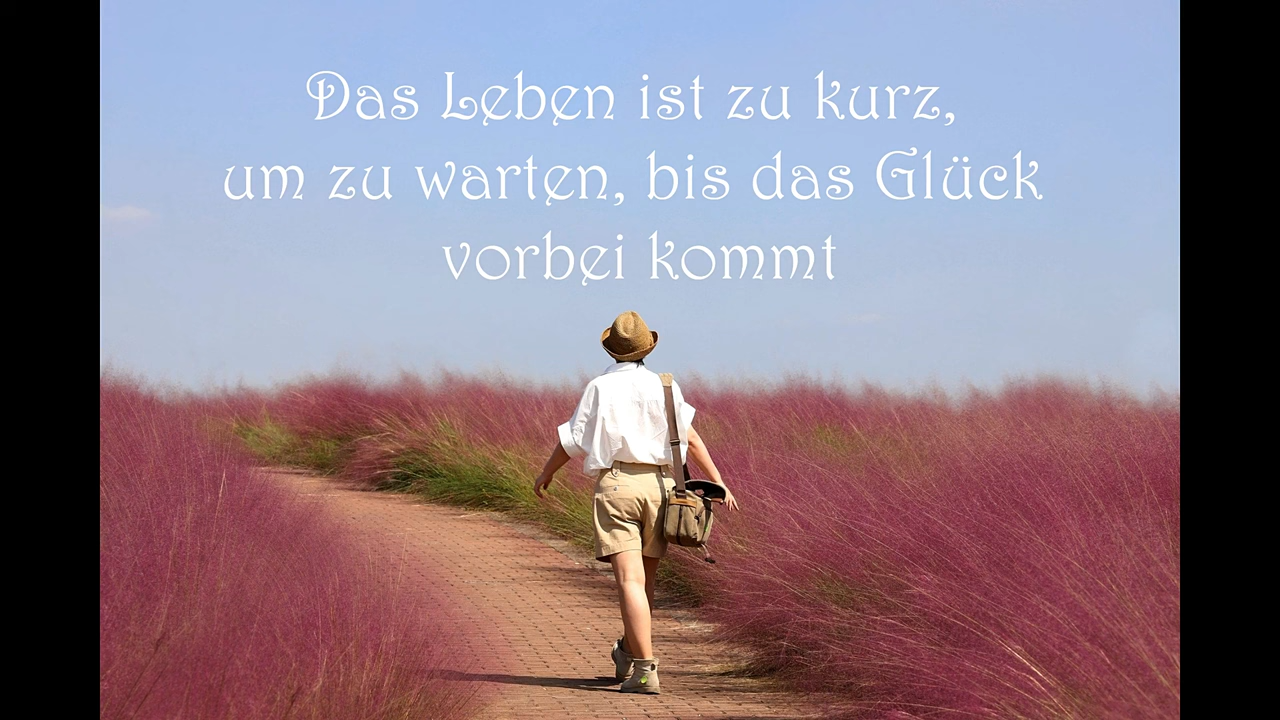 Das Leben ist zu kurz,
um zu warten, bis das Glück
vorbei kommt